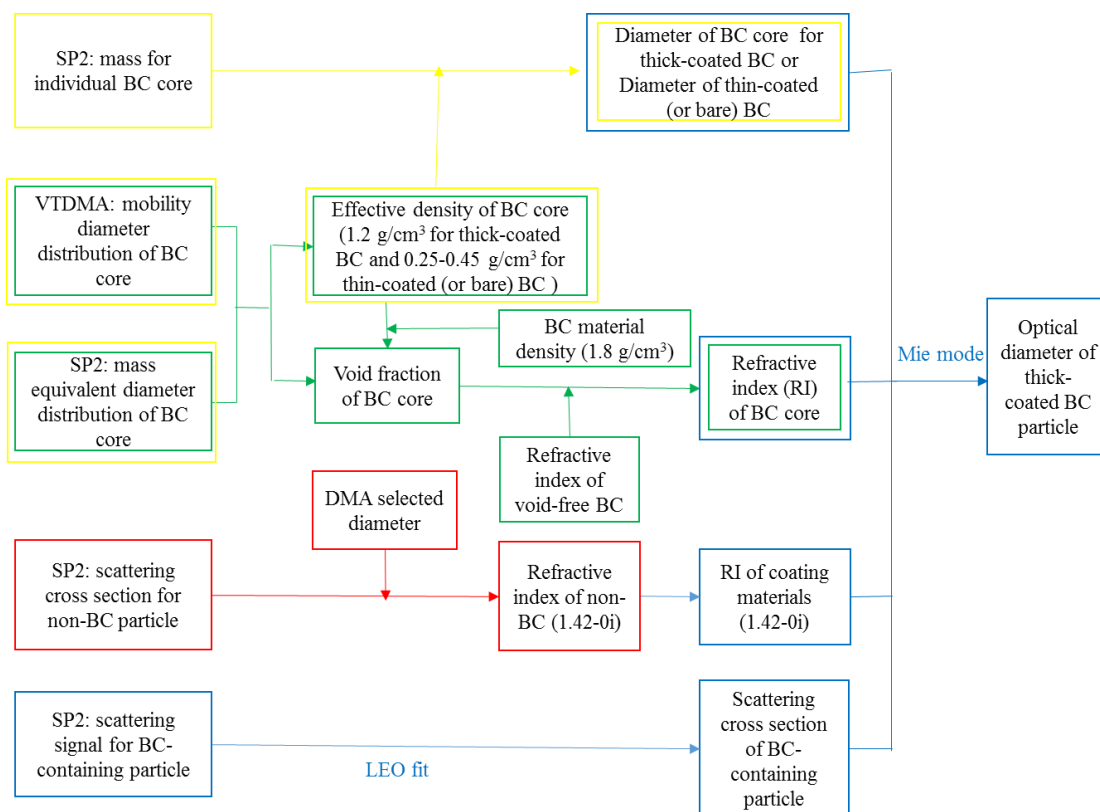 SP2: mass for
individual BC core
Diameter of BC core for
thick-coated BC or
Diameter of thin-coated
(or bare) BC
VTDMA: mobility
diameter
distribution of BC
core
Effective density of BC core
(1.2 g/cm³ for thick-coated
BC and 0.25-0.45 g/cm³ for
thin-coated (or bare) BC )
BC material
density (1.8 g/cm³)
SP2: mass
equivalent diameter
distribution of BC
core
Void fraction
of BC core
Refractive
index (RI)
of BC core
Mie mode
Optical
diameter of
thick-
coated BC
particle
Refractive
index of
void-free BC
DMA selected
diameter
SP2: scattering
cross section for
non-BC particle
Refractive
index of non-
BC (1.42-0i)
RI of coating
materials
(1.42-0i)
SP2: scattering
signal for BC-
containing particle
LEO fit
Scattering
cross section
of BC-
containing
particle